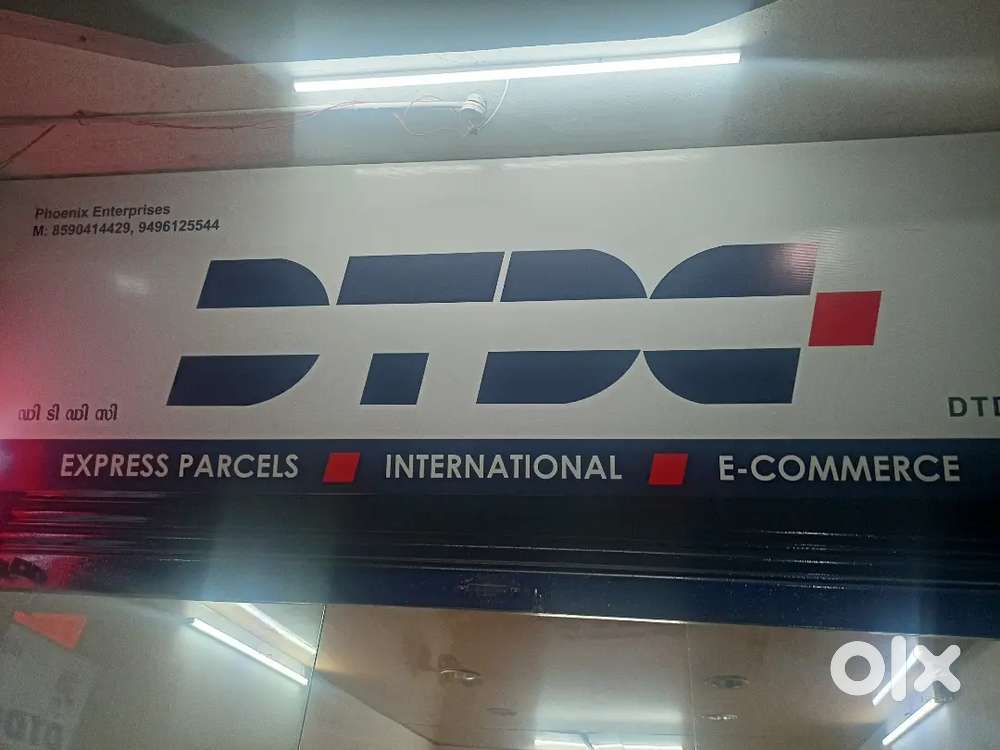 Phoenix Enterprises
M: 8590414429, 9496125544
DTDC
ഡി ടി ഡി സി
DTD
EXPRESS PARCELS INTERNATIONAL E-COMMERCE
olx